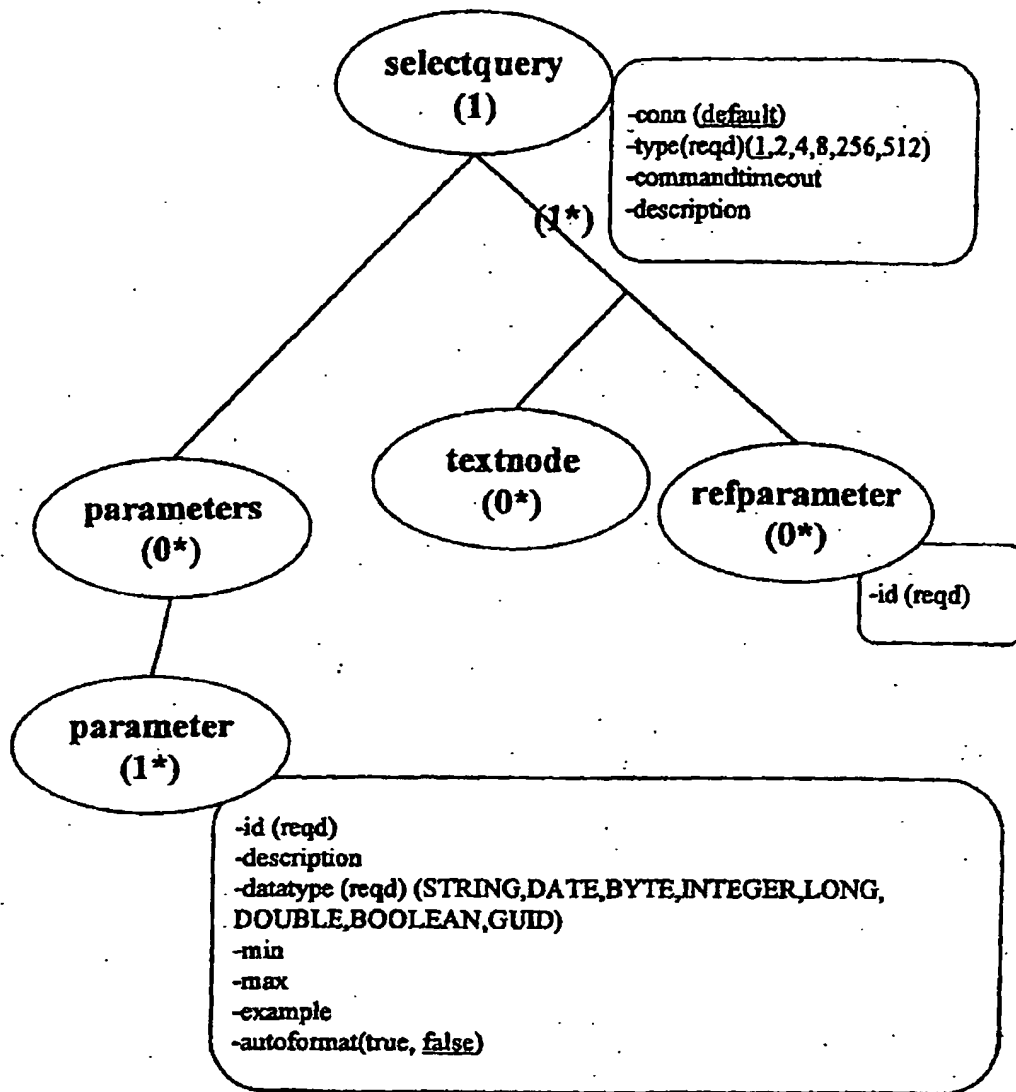 selectquery
(1)
-conn (default)
-type(reqd)(1,2,4,8,256,512)
-commandtimeout
-description
(1*)
textnode
(0*)
refparameter
(0*)
-id (reqd)
parameters
(0*)
parameter
(1*)
-id (reqd)
-description
-datatype (reqd) (STRING,DATE,BYTE,INTEGER,LONG,
DOUBLE,BOOLEAN,GUID)
-min
-max
-example
-autoformat(true, false)